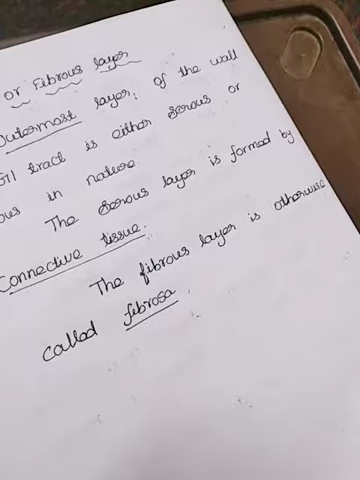 or Fibrous layer
Outermost layer, of the wall
GI tract is either serous or
ous in nature
The serous layer is formed by
Connective tissue.
The fibrous layer is otherwise
called fibrosa.